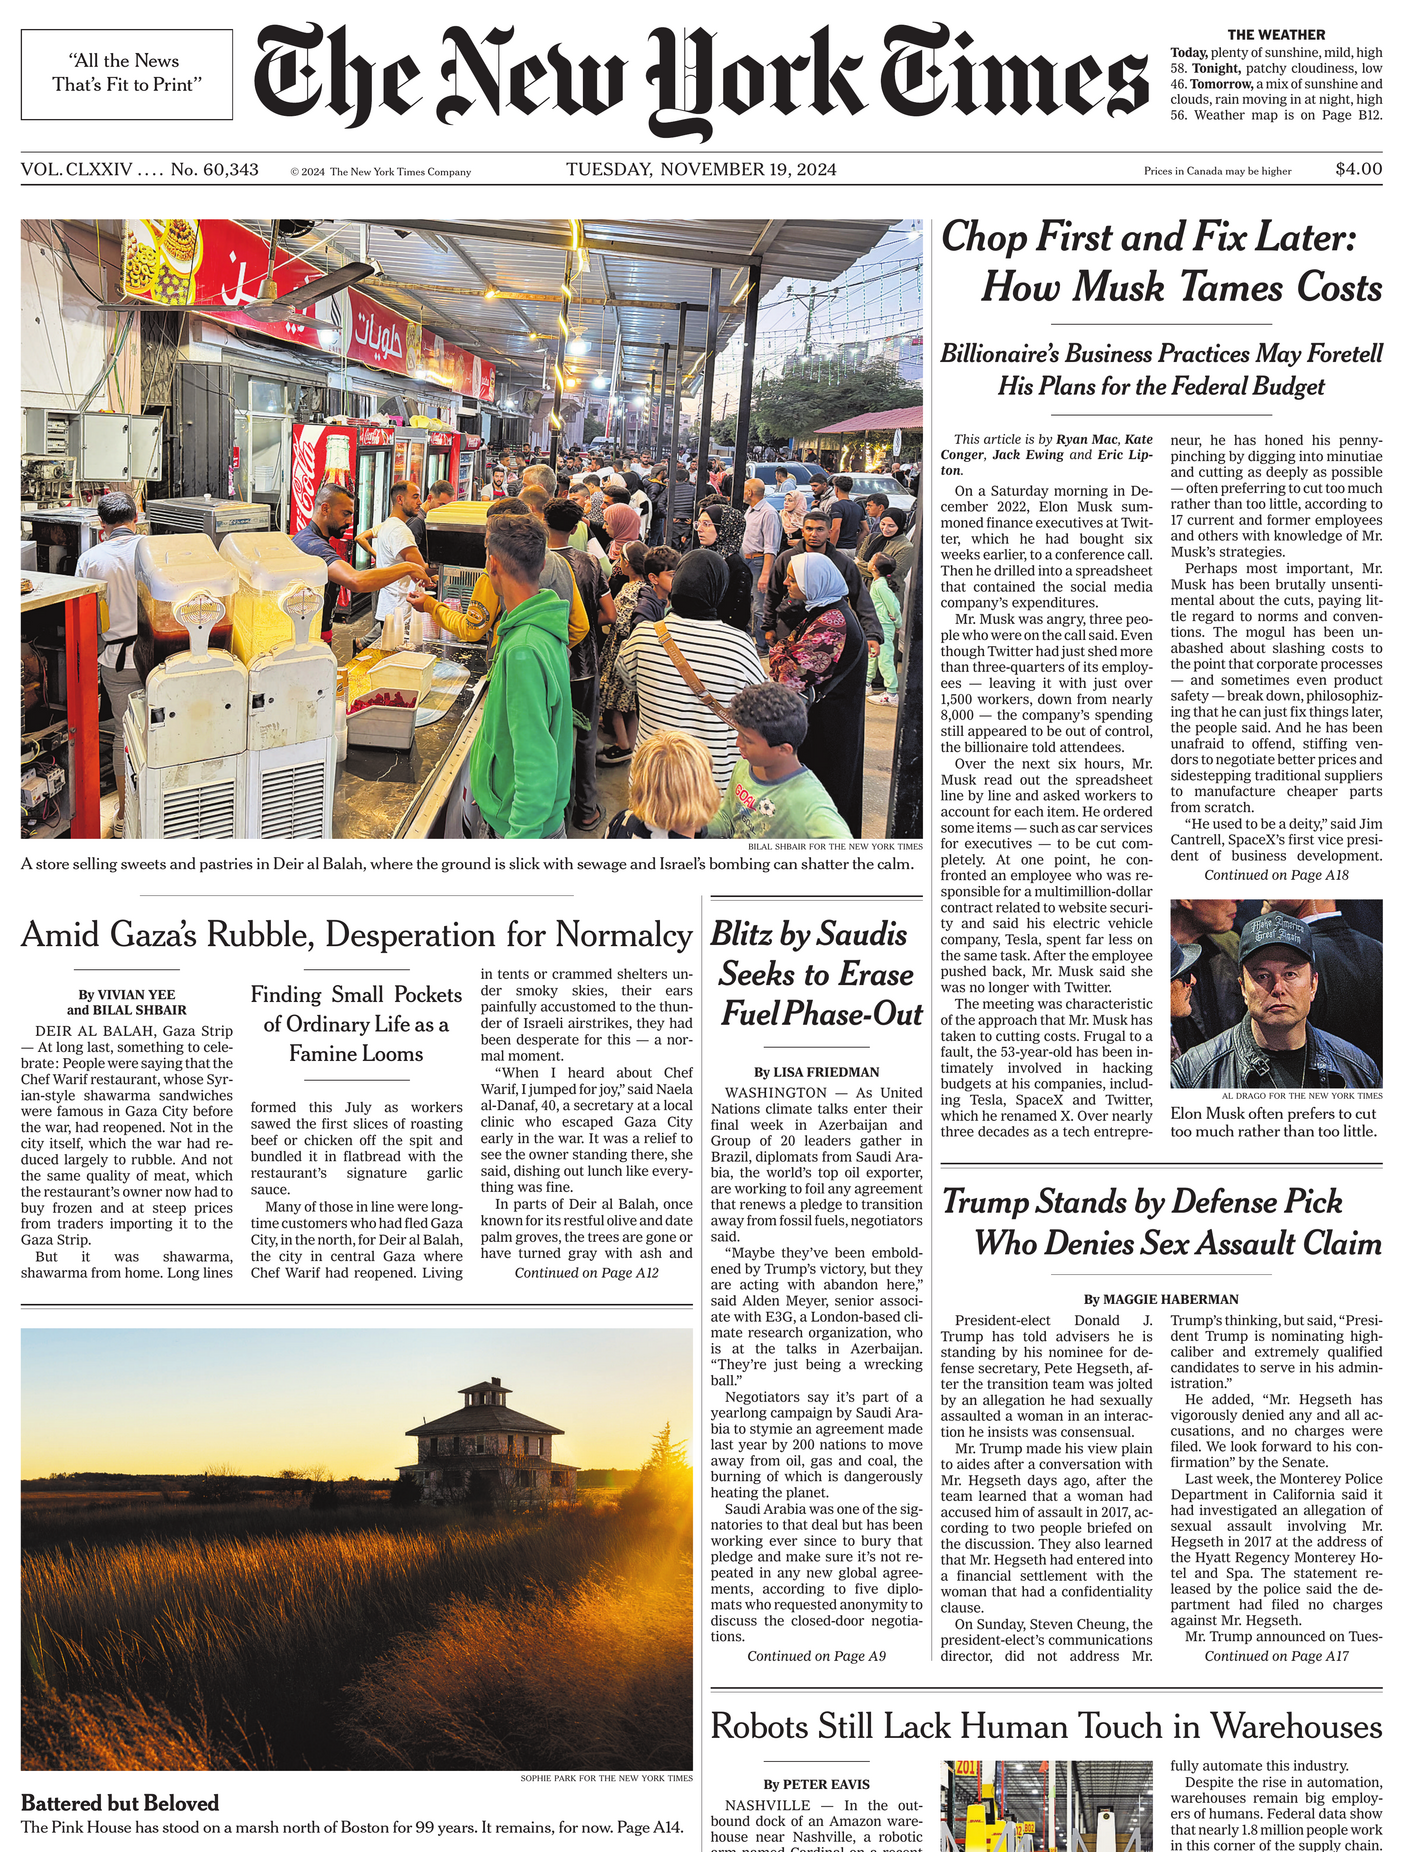 "All the News
That's Fit to Print"
The New York Times
THE WEATHER
Today, plenty of sunshine, mild, high
58. Tonight, patchy cloudiness, low
46. Tomorrow, a mix of sunshine and
clouds, rain moving in at night, high
56. Weather map is on Page B12.
VOL. CLXXIV .... No. 60,343
© 2024 The New York Times Company
TUESDAY, NOVEMBER 19, 2024
Prices in Canada may be higher
$4.00
حلويات
Coca-Cola
GOAL
BILAL SHBAIR FOR THE NEW YORK TIMES
A store selling sweets and pastries in Deir al Balah, where the ground is slick with sewage and Israel's bombing can shatter the calm.
Chop First and Fix Later:
How Musk Tames Costs
Billionaire's Business Practices May Foretell
His Plans for the Federal Budget
This article is by Ryan Mac, Kate
Conger, Jack Ewing and Eric Lip-
ton.
On a Saturday morning in De-
cember 2022, Elon Musk sum-
moned finance executives at Twit-
ter, which he had bought six
weeks earlier, to a conference call.
Then he drilled into a spreadsheet
that contained the social media
company's expenditures.
Mr. Musk was angry, three peo-
ple who were on the call said. Even
though Twitter had just shed more
than three-quarters of its employ-
ees — leaving it with just over
1,500 workers, down from nearly
8,000 — the company's spending
still appeared to be out of control,
the billionaire told attendees.
Over the next six hours, Mr.
Musk read out the spreadsheet
line by line and asked workers to
account for each item. He ordered
some items — such as car services
for executives — to be cut com-
pletely. At one point, he con-
fronted an employee who was re-
sponsible for a multimillion-dollar
contract related to website securi-
ty and said his electric vehicle
company, Tesla, spent far less on
the same task. After the employee
pushed back, Mr. Musk said she
was no longer with Twitter.
The meeting was characteristic
of the approach that Mr. Musk has
taken to cutting costs. Frugal to a
fault, the 53-year-old has been in-
timately involved in hacking
budgets at his companies, includ-
ing Tesla, SpaceX and Twitter,
which he renamed X. Over nearly
three decades as a tech entrepre-
neur, he has honed his penny-
pinching by digging into minutiae
and cutting as deeply as possible
— often preferring to cut too much
rather than too little, according to
17 current and former employees
and others with knowledge of Mr.
Musk's strategies.
Perhaps most important, Mr.
Musk has been brutally unsenti-
mental about the cuts, paying lit-
tle regard to norms and conven-
tions. The mogul has been un-
abashed about slashing costs to
the point that corporate processes
— and sometimes even product
safety — break down, philosophiz-
ing that he can just fix things later,
the people said. And he has been
unafraid to offend, stiffing ven-
dors to negotiate better prices and
sidestepping traditional suppliers
to manufacture cheaper parts
from scratch.
"He used to be a deity," said Jim
Cantrell, SpaceX's first vice presi-
dent of business development.
Continued on Page A18
Make America
Great Again
AL DRAGO FOR THE NEW YORK TIMES
Elon Musk often prefers to cut
too much rather than too little.
Amid Gaza's Rubble, Desperation for Normalcy
By VIVIAN YEE
and BILAL SHBAIR
DEIR AL BALAH, Gaza Strip
— At long last, something to cele-
brate: People were saying that the
Chef Warif restaurant, whose Syr-
ian-style shawarma sandwiches
were famous in Gaza City before
the war, had reopened. Not in the
city itself, which the war had re-
duced largely to rubble. And not
the same quality of meat, which
the restaurant's owner now had to
buy frozen and at steep prices
from traders importing it to the
Gaza Strip.
But it was shawarma,
shawarma from home. Long lines
Finding Small Pockets
of Ordinary Life as a
Famine Looms
formed this July as workers
sawed the first slices of roasting
beef or chicken off the spit and
bundled it in flatbread with the
restaurant's signature garlic
sauce.
Many of those in line were long-
time customers who had fled Gaza
City, in the north, for Deir al Balah,
the city in central Gaza where
Chef Warif had reopened. Living
in tents or crammed shelters un-
der smoky skies, their ears
painfully accustomed to the thun-
der of Israeli airstrikes, they had
been desperate for this — a nor-
mal moment.
"When I heard about Chef
Warif, I jumped for joy," said Naela
al-Danaf, 40, a secretary at a local
clinic who escaped Gaza City
early in the war. It was a relief to
see the owner standing there, she
said, dishing out lunch like every-
thing was fine.
In parts of Deir al Balah, once
known for its restful olive and date
palm groves, the trees are gone or
have turned gray with ash and
Continued on Page A12
Blitz by Saudis
Seeks to Erase
Fuel Phase-Out
By LISA FRIEDMAN
WASHINGTON — As United
Nations climate talks enter their
final week in Azerbaijan and
Group of 20 leaders gather in
Brazil, diplomats from Saudi Ara-
bia, the world's top oil exporter,
are working to foil any agreement
that renews a pledge to transition
away from fossil fuels, negotiators
said.
"Maybe they've been embold-
ened by Trump's victory, but they
are acting with abandon here,"
said Alden Meyer, senior associ-
ate with E3G, a London-based cli-
mate research organization, who
is at the talks in Azerbaijan.
"They're just being a wrecking
ball."
Negotiators say it's part of a
yearlong campaign by Saudi Ara-
bia to stymie an agreement made
last year by 200 nations to move
away from oil, gas and coal, the
burning of which is dangerously
heating the planet.
Saudi Arabia was one of the sig-
natories to that deal but has been
working ever since to bury that
pledge and make sure it's not re-
peated in any new global agree-
ments, according to five diplo-
mats who requested anonymity to
discuss the closed-door negotia-
tions.
Continued on Page A9
Trump Stands by Defense Pick
Who Denies Sex Assault Claim
By MAGGIE HABERMAN
President-elect Donald J.
Trump has told advisers he is
standing by his nominee for de-
fense secretary, Pete Hegseth, af-
ter the transition team was jolted
by an allegation he had sexually
assaulted a woman in an interac-
tion he insists was consensual.
Mr. Trump made his view plain
to aides after a conversation with
Mr. Hegseth days ago, after the
team learned that a woman had
accused him of assault in 2017, ac-
cording to two people briefed on
the discussion. They also learned
that Mr. Hegseth had entered into
a financial settlement with the
woman that had a confidentiality
clause.
On Sunday, Steven Cheung, the
president-elect's communications
director, did not address Mr.
Trump's thinking, but said, "Presi-
dent Trump is nominating high-
caliber and extremely qualified
candidates to serve in his admin-
istration."
He added, "Mr. Hegseth has
vigorously denied any and all ac-
cusations, and no charges were
filed. We look forward to his con-
firmation" by the Senate.
Last week, the Monterey Police
Department in California said it
had investigated an allegation of
sexual assault involving Mr.
Hegseth in 2017 at the address of
the Hyatt Regency Monterey Ho-
tel and Spa. The statement re-
leased by the police said the de-
partment had filed no charges
against Mr. Hegseth.
Mr. Trump announced on Tues-
Continued on Page A17
SOPHIE PARK FOR THE NEW YORK TIMES
Battered but Beloved
The Pink House has stood on a marsh north of Boston for 99 years. It remains, for now. Page A14.
Robots Still Lack Human Touch in Warehouses
By PETER EAVIS
NASHVILLE — In the out-
bound dock of an Amazon ware-
house near Nashville, a robotic
arm named Cardinal on a recent
Z01
802
fully automate this industry.
Despite the rise in automation,
warehouses remain big employ-
ers of humans. Federal data show
that nearly 1.8 million people work
in this corner of the supply chain.